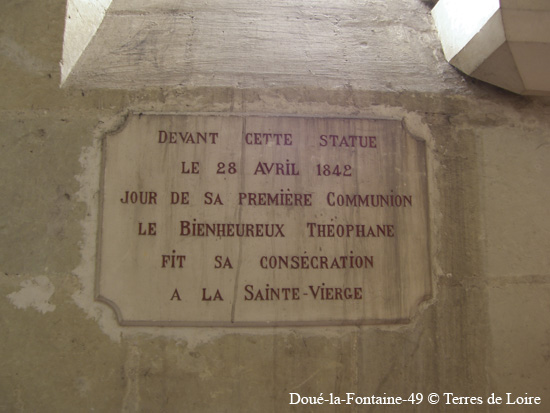 DEVANT CETTE STATUE
LE 28 AVRIL 1842
JOUR DE SA PREMIÈRE COMMUNION
LE BIENHEUREUX THÉOPHANE
FIT SA CONSÉCRATION
A LA SAINTE-VIERGE
Doué-la-Fontaine-49 © Terres de Loire